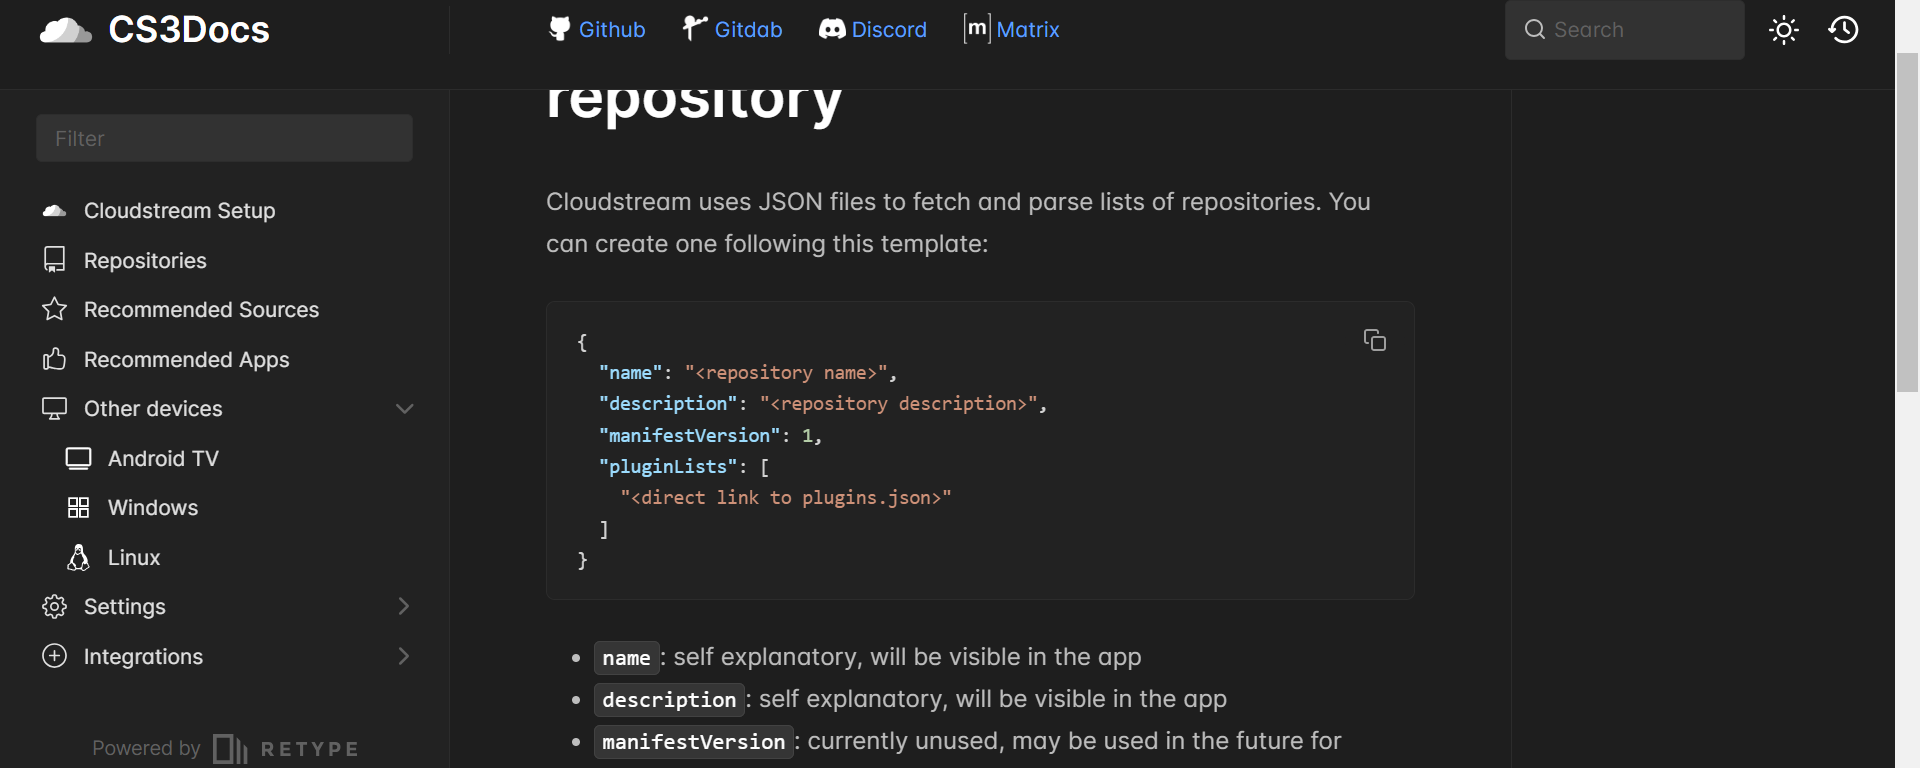 CS3Docs
Github
Gitdab
Discord
[m] Matrix
Search
Filter
Cloudstream Setup
Repositories
Recommended Sources
Recommended Apps
Other devices
Android TV
Windows
Linux
Settings
Integrations
Powered by RETYPE
repository
Cloudstream uses JSON files to fetch and parse lists of repositories. You
can create one following this template:
{
  "name": "<repository name>",
  "description": "<repository description>",
  "manifestVersion": 1,
  "pluginLists": [
    "<direct link to plugins.json>"
  ]
}
• name: self explanatory, will be visible in the app
• description: self explanatory, will be visible in the app
• manifestVersion: currently unused, may be used in the future for